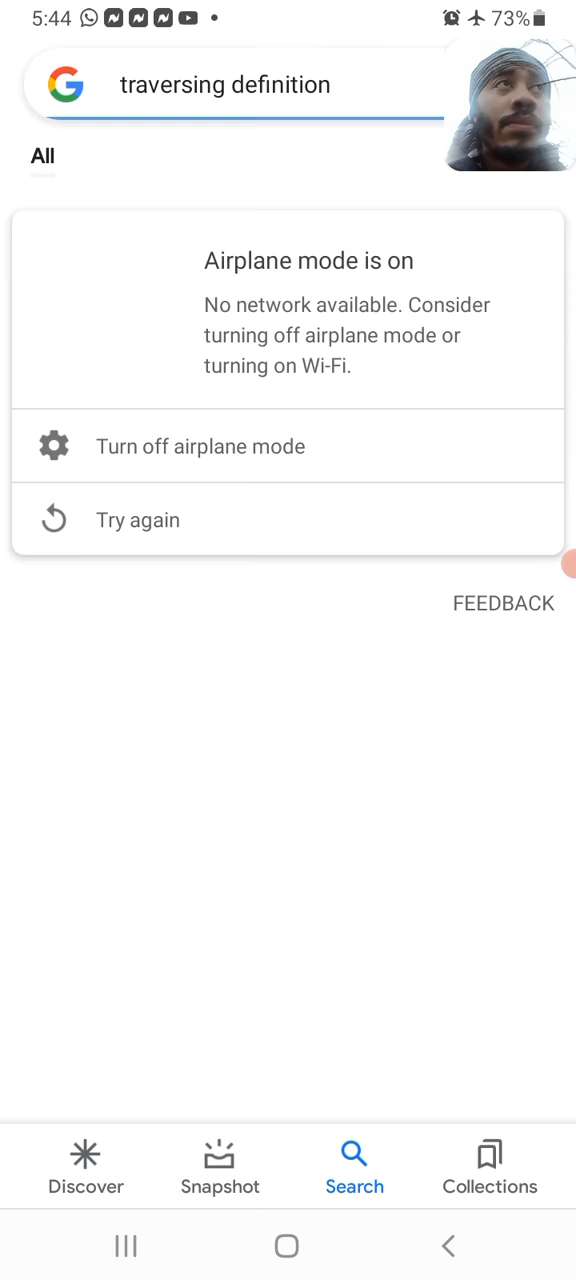 5:44 73%
traversing definition
All
Airplane mode is on
No network available. Consider
turning off airplane mode or
turning on Wi-Fi.
Turn off airplane mode
Try again
FEEDBACK
Discover Snapshot Search Collections